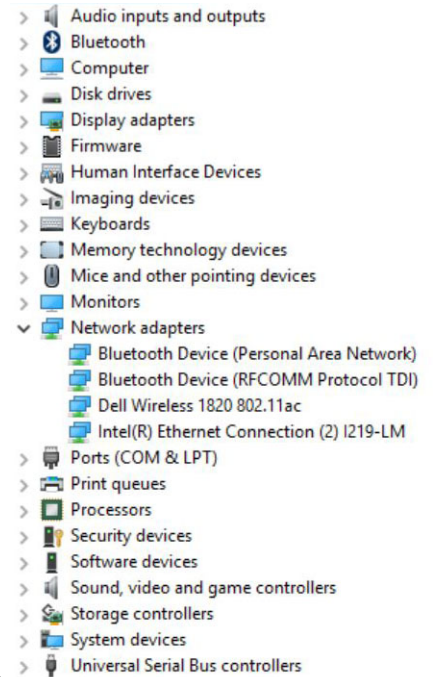 Audio inputs and outputs
Bluetooth
Computer
Disk drives
Display adapters
Firmware
Human Interface Devices
Imaging devices
Keyboards
Memory technology devices
Mice and other pointing devices
Monitors
Network adapters
Bluetooth Device (Personal Area Network)
Bluetooth Device (RFCOMM Protocol TDI)
Dell Wireless 1820 802.11ac
Intel(R) Ethernet Connection (2) I219-LM
Ports (COM & LPT)
Print queues
Processors
Security devices
Software devices
Sound, video and game controllers
Storage controllers
System devices
Universal Serial Bus controllers